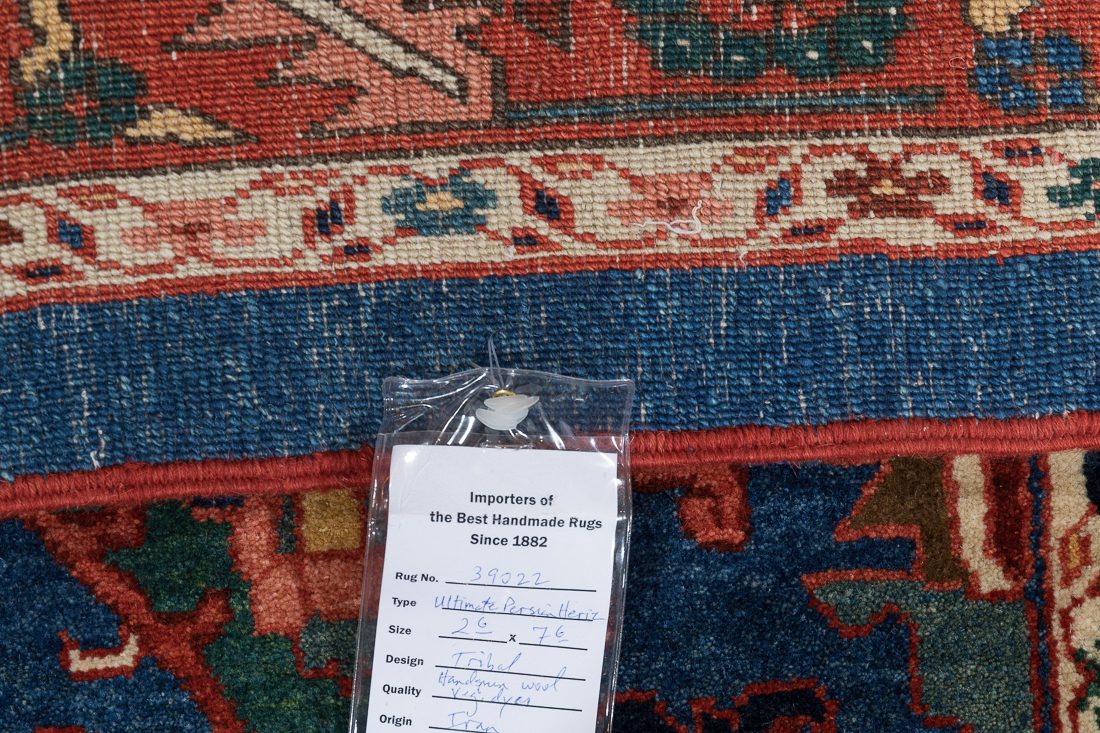 Importers of
the Best Handmade Rugs
Since 1882
Rug No. 39022
Type Ultimate Persian Heriz
Size 2 6 x 7 6
Design Tribal
Handspun wool
Quality Veg. dyes
Origin Iran